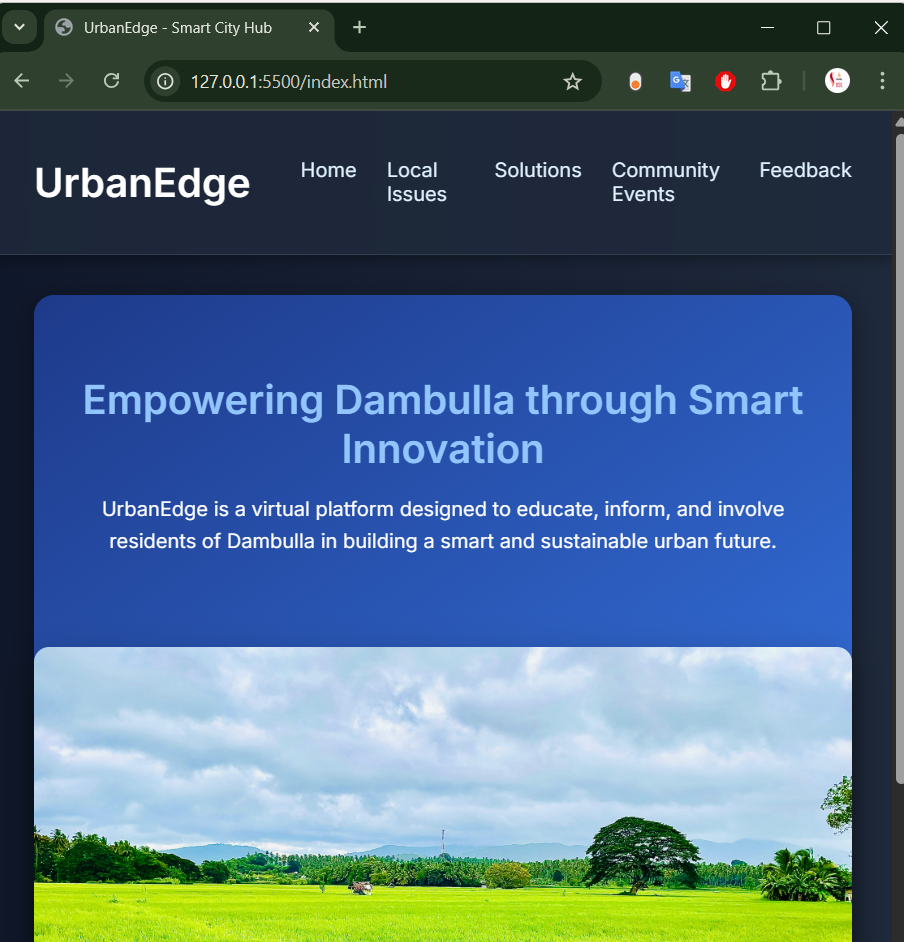 UrbanEdge - Smart City Hub
127.0.0.1:5500/index.html
UrbanEdge
Home
Local
Issues
Solutions
Community
Events
Feedback
Empowering Dambulla through Smart
Innovation
UrbanEdge is a virtual platform designed to educate, inform, and involve
residents of Dambulla in building a smart and sustainable urban future.